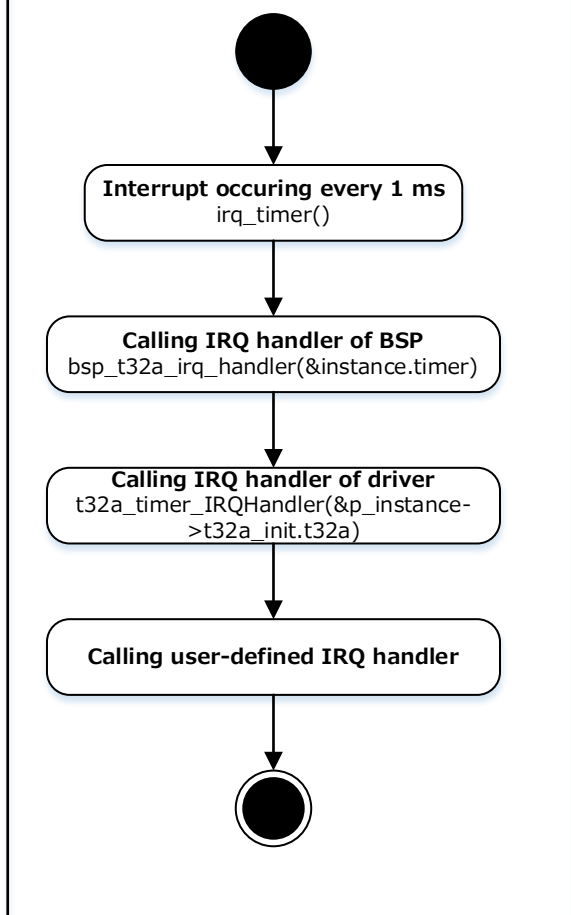 Interrupt occuring every 1 ms
irq_timer()
Calling IRQ handler of BSP
bsp_t32a_irq_handler(&instance.timer)
Calling IRQ handler of driver
t32a_timer_IRQHandler(&p_instance-
>t32a_init.t32a)
Calling user-defined IRQ handler